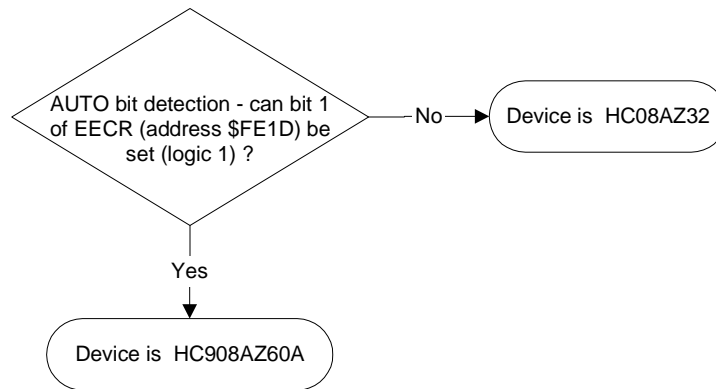 AUTO bit detection - can bit 1
of EECR (address $FE1D) be
set (logic 1) ?
No
Device is HC08AZ32
Yes
Device is HC908AZ60A